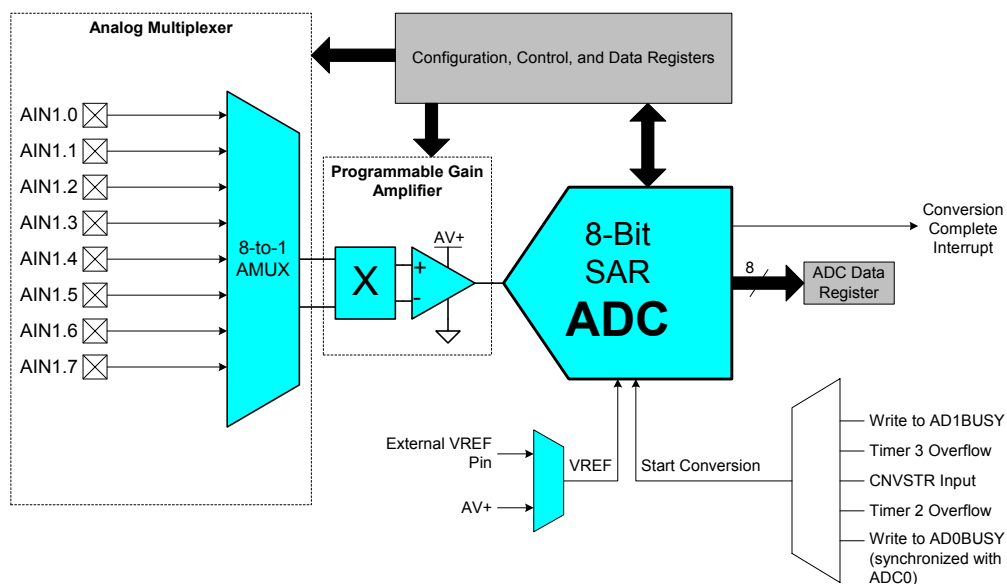 Analog Multiplexer
Configuration, Control, and Data Registers
AIN1.0
AIN1.1
AIN1.2
AIN1.3
AIN1.4
AIN1.5
AIN1.6
AIN1.7
8-to-1
AMUX
Programmable Gain
Amplifier
X
+
-
AV+
8-Bit
SAR
ADC
Conversion
Complete
Interrupt
8
ADC Data
Register
External VREF
Pin
AV+
VREF
Start Conversion
Write to AD1BUSY
Timer 3 Overflow
CNVSTR Input
Timer 2 Overflow
Write to AD0BUSY
(synchronized with
ADC0)